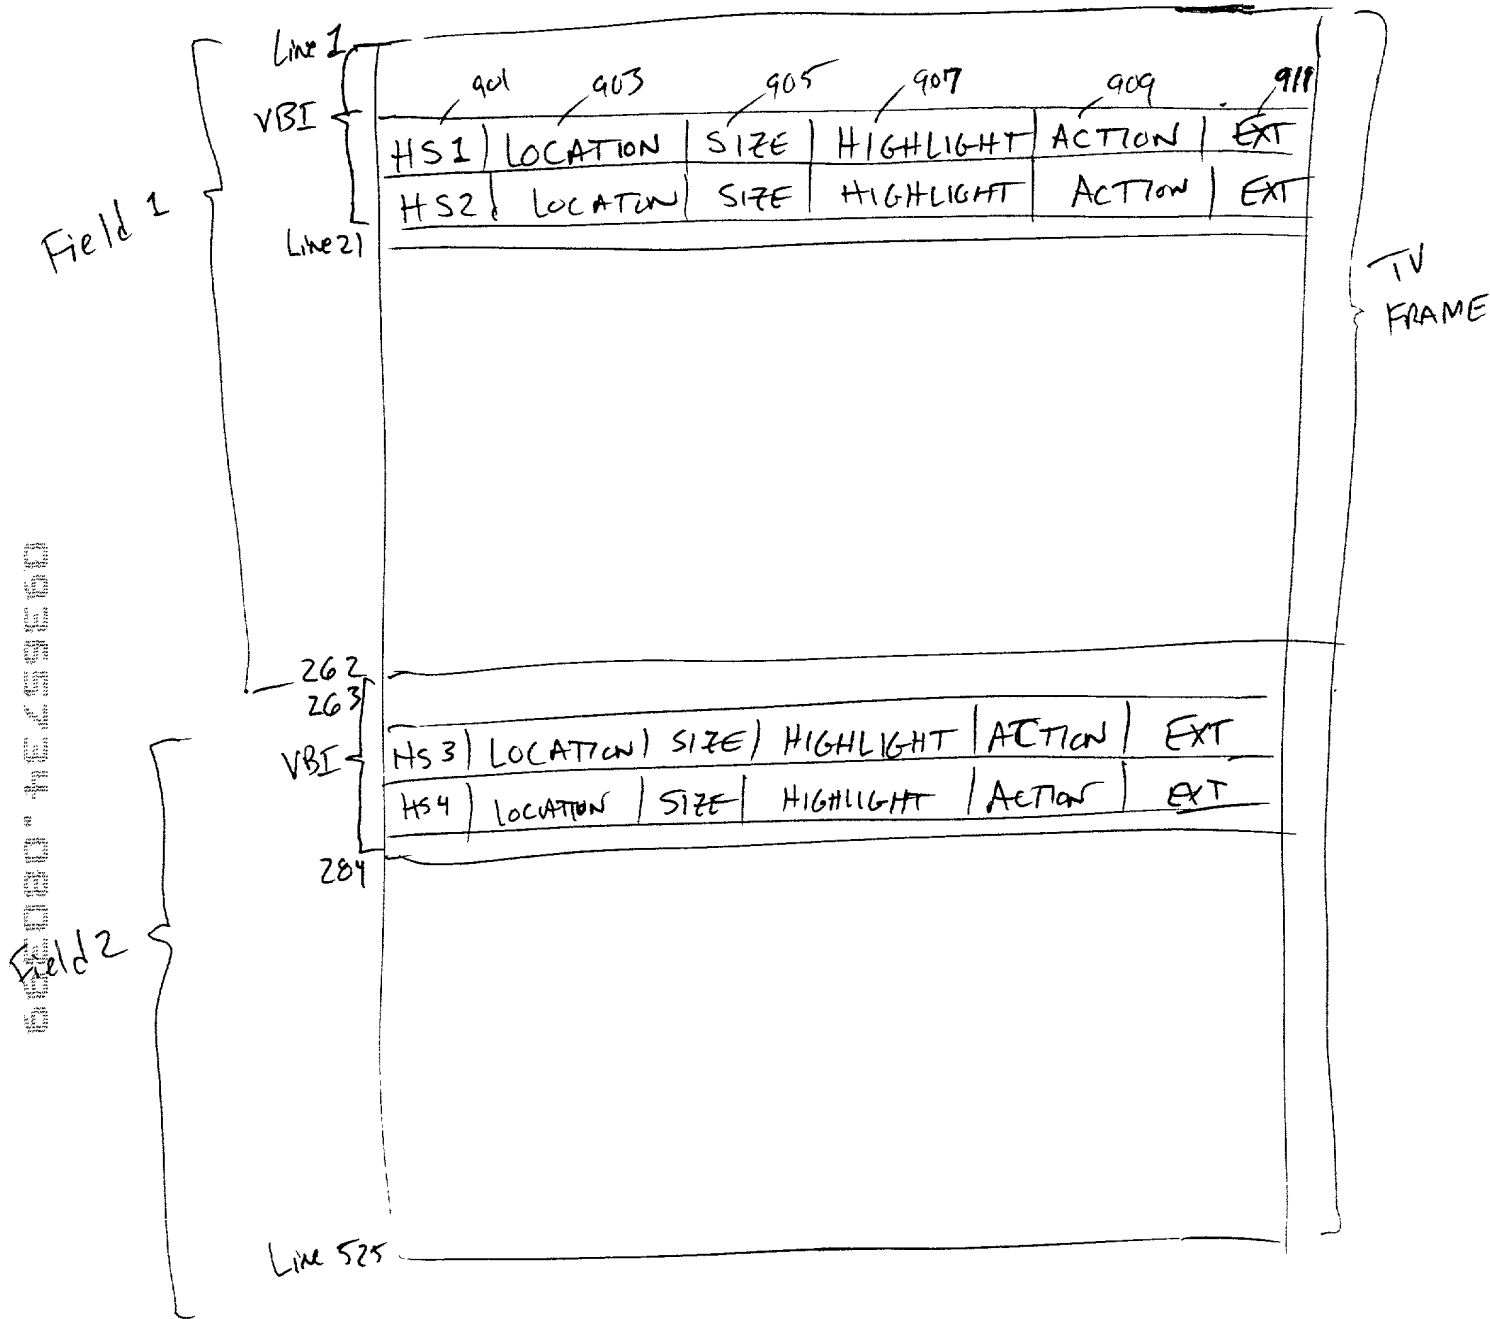 Line 1
901 903 905 907 909 911
VBI
HS1 LOCATION SIZE HIGHLIGHT ACTION EXT
HS2 LOCATION SIZE HIGHLIGHT ACTION EXT
Field 1
Line 21
TV
FRAME
262
263
VBI
HS3 LOCATION SIZE HIGHLIGHT ACTION EXT
HS4 LOCATION SIZE HIGHLIGHT ACTION EXT
284
Field 2
Line 525